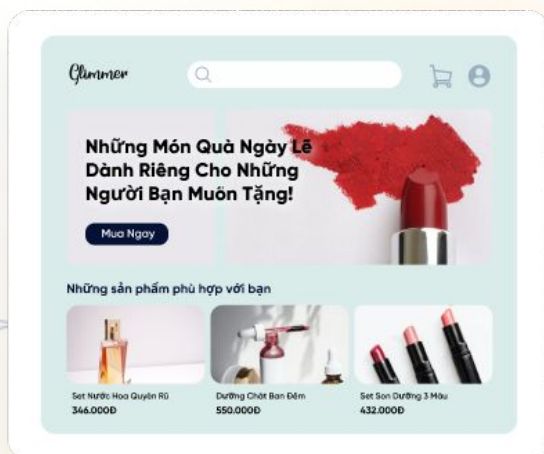 Glimmer
Những Món Quà Ngày Lễ
Dành Riêng Cho Những
Người Bạn Muốn Tặng!
Mua Ngay
Những sản phẩm phù hợp với bạn
Set Nước Hoa Quyến Rũ
Dưỡng Chất Ban Đêm
Set Son Dưỡng 3 Màu
346.000Đ
550.000Đ
432.000Đ